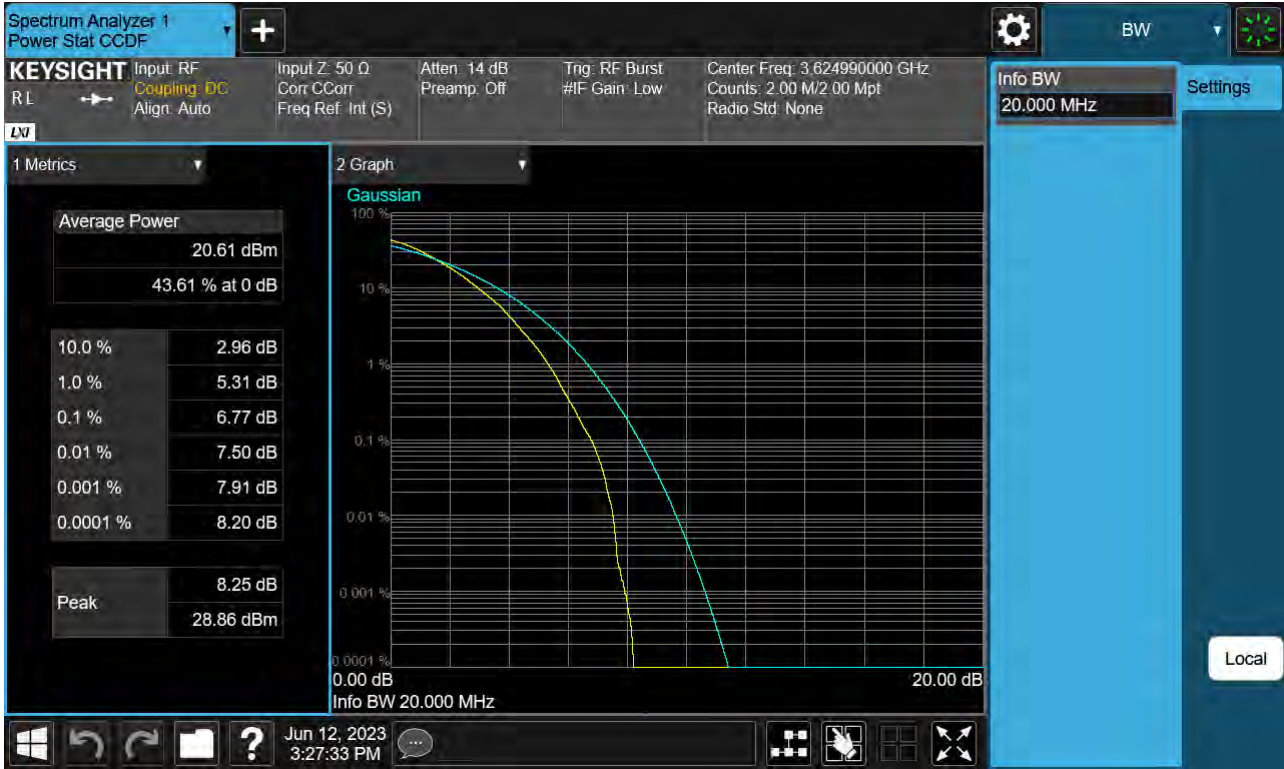 Spectrum Analyzer 1
Power Stat CCDF
+
BW
KEYSIGHT
R L
LXI
Input: RF
Coupling: DC
Align: Auto
Input Z: 50 Ω
Corr CCorr
Freq Ref: Int (S)
Atten: 14 dB
Preamp: Off
Trig: RF Burst
#IF Gain: Low
Center Freq: 3.624990000 GHz
Counts: 2.00 M/2.00 Mpt
Radio Std: None
Info BW
20.000 MHz
Settings
1 Metrics
Average Power
20.61 dBm
43.61 % at 0 dB
10.0 % 2.96 dB
1.0 % 5.31 dB
0.1 % 6.77 dB
0.01 % 7.50 dB
0.001 % 7.91 dB
0.0001 % 8.20 dB
Peak
8.25 dB
28.86 dBm
2 Graph
Gaussian
100 %
10 %
1 %
0.1 %
0.01 %
0.001 %
0.0001 %
0.00 dB 20.00 dB
Info BW 20.000 MHz
Local
?
Jun 12, 2023
3:27:33 PM